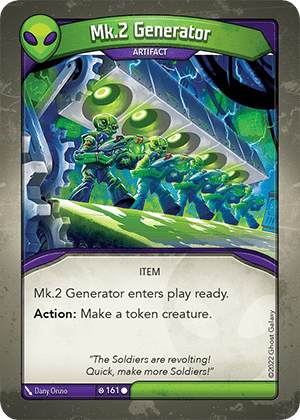 Mk.2 Generator
ARTIFACT
ITEM
Mk.2 Generator enters play ready.
Action: Make a token creature.
"The Soldiers are revolting!
Quick, make more Soldiers!"
Dany Orizio
161
©2022 Ghost Galaxy